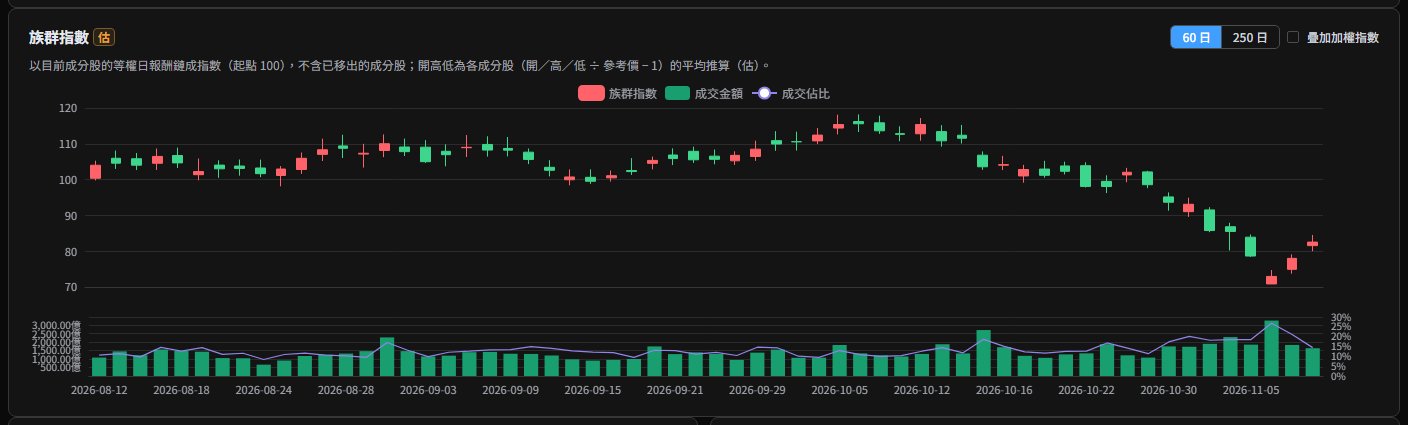 族群指數 估
60 日 250 日 疊加加權指數
以目前成分股的等權日報酬鏈成指數（起點 100），不含已移出的成分股；開高低為各成分股（開／高／低 ÷ 參考價 − 1）的平均推算（估）。
族群指數 成交金額 成交佔比
120
110
100
90
80
70
3,000.00億
2,500.00億
2,000.00億
1,500.00億
1,000.00億
500.00億
30%
25%
20%
15%
10%
5%
0%
2026-08-12 2026-08-18 2026-08-24 2026-08-28 2026-09-03 2026-09-09 2026-09-15 2026-09-21 2026-09-29 2026-10-05 2026-10-12 2026-10-16 2026-10-22 2026-10-30 2026-11-05